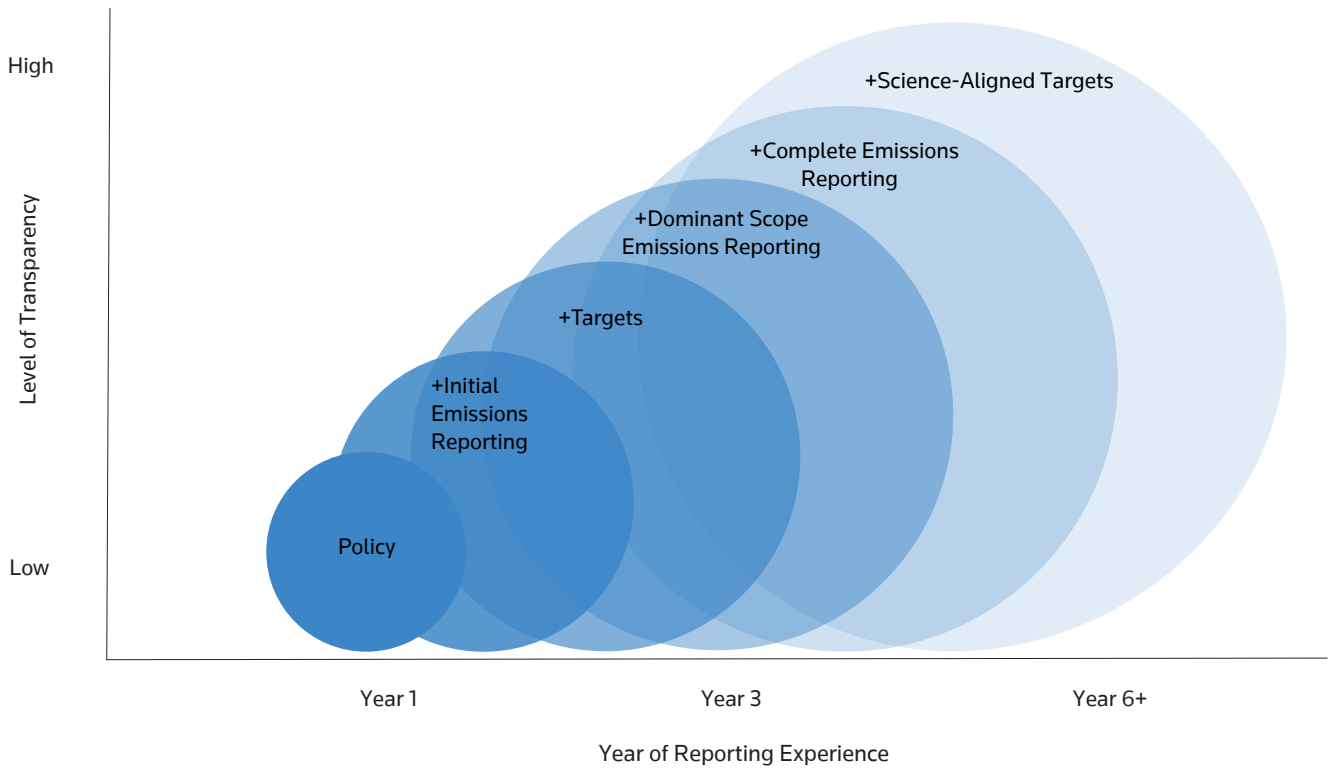 High
+Science-Aligned Targets
+Complete Emissions
Reporting
+Dominant Scope
Emissions Reporting
+Targets
+Initial
Emissions
Reporting
Policy
Level of Transparency
Low
Year 1
Year 3
Year 6+
Year of Reporting Experience